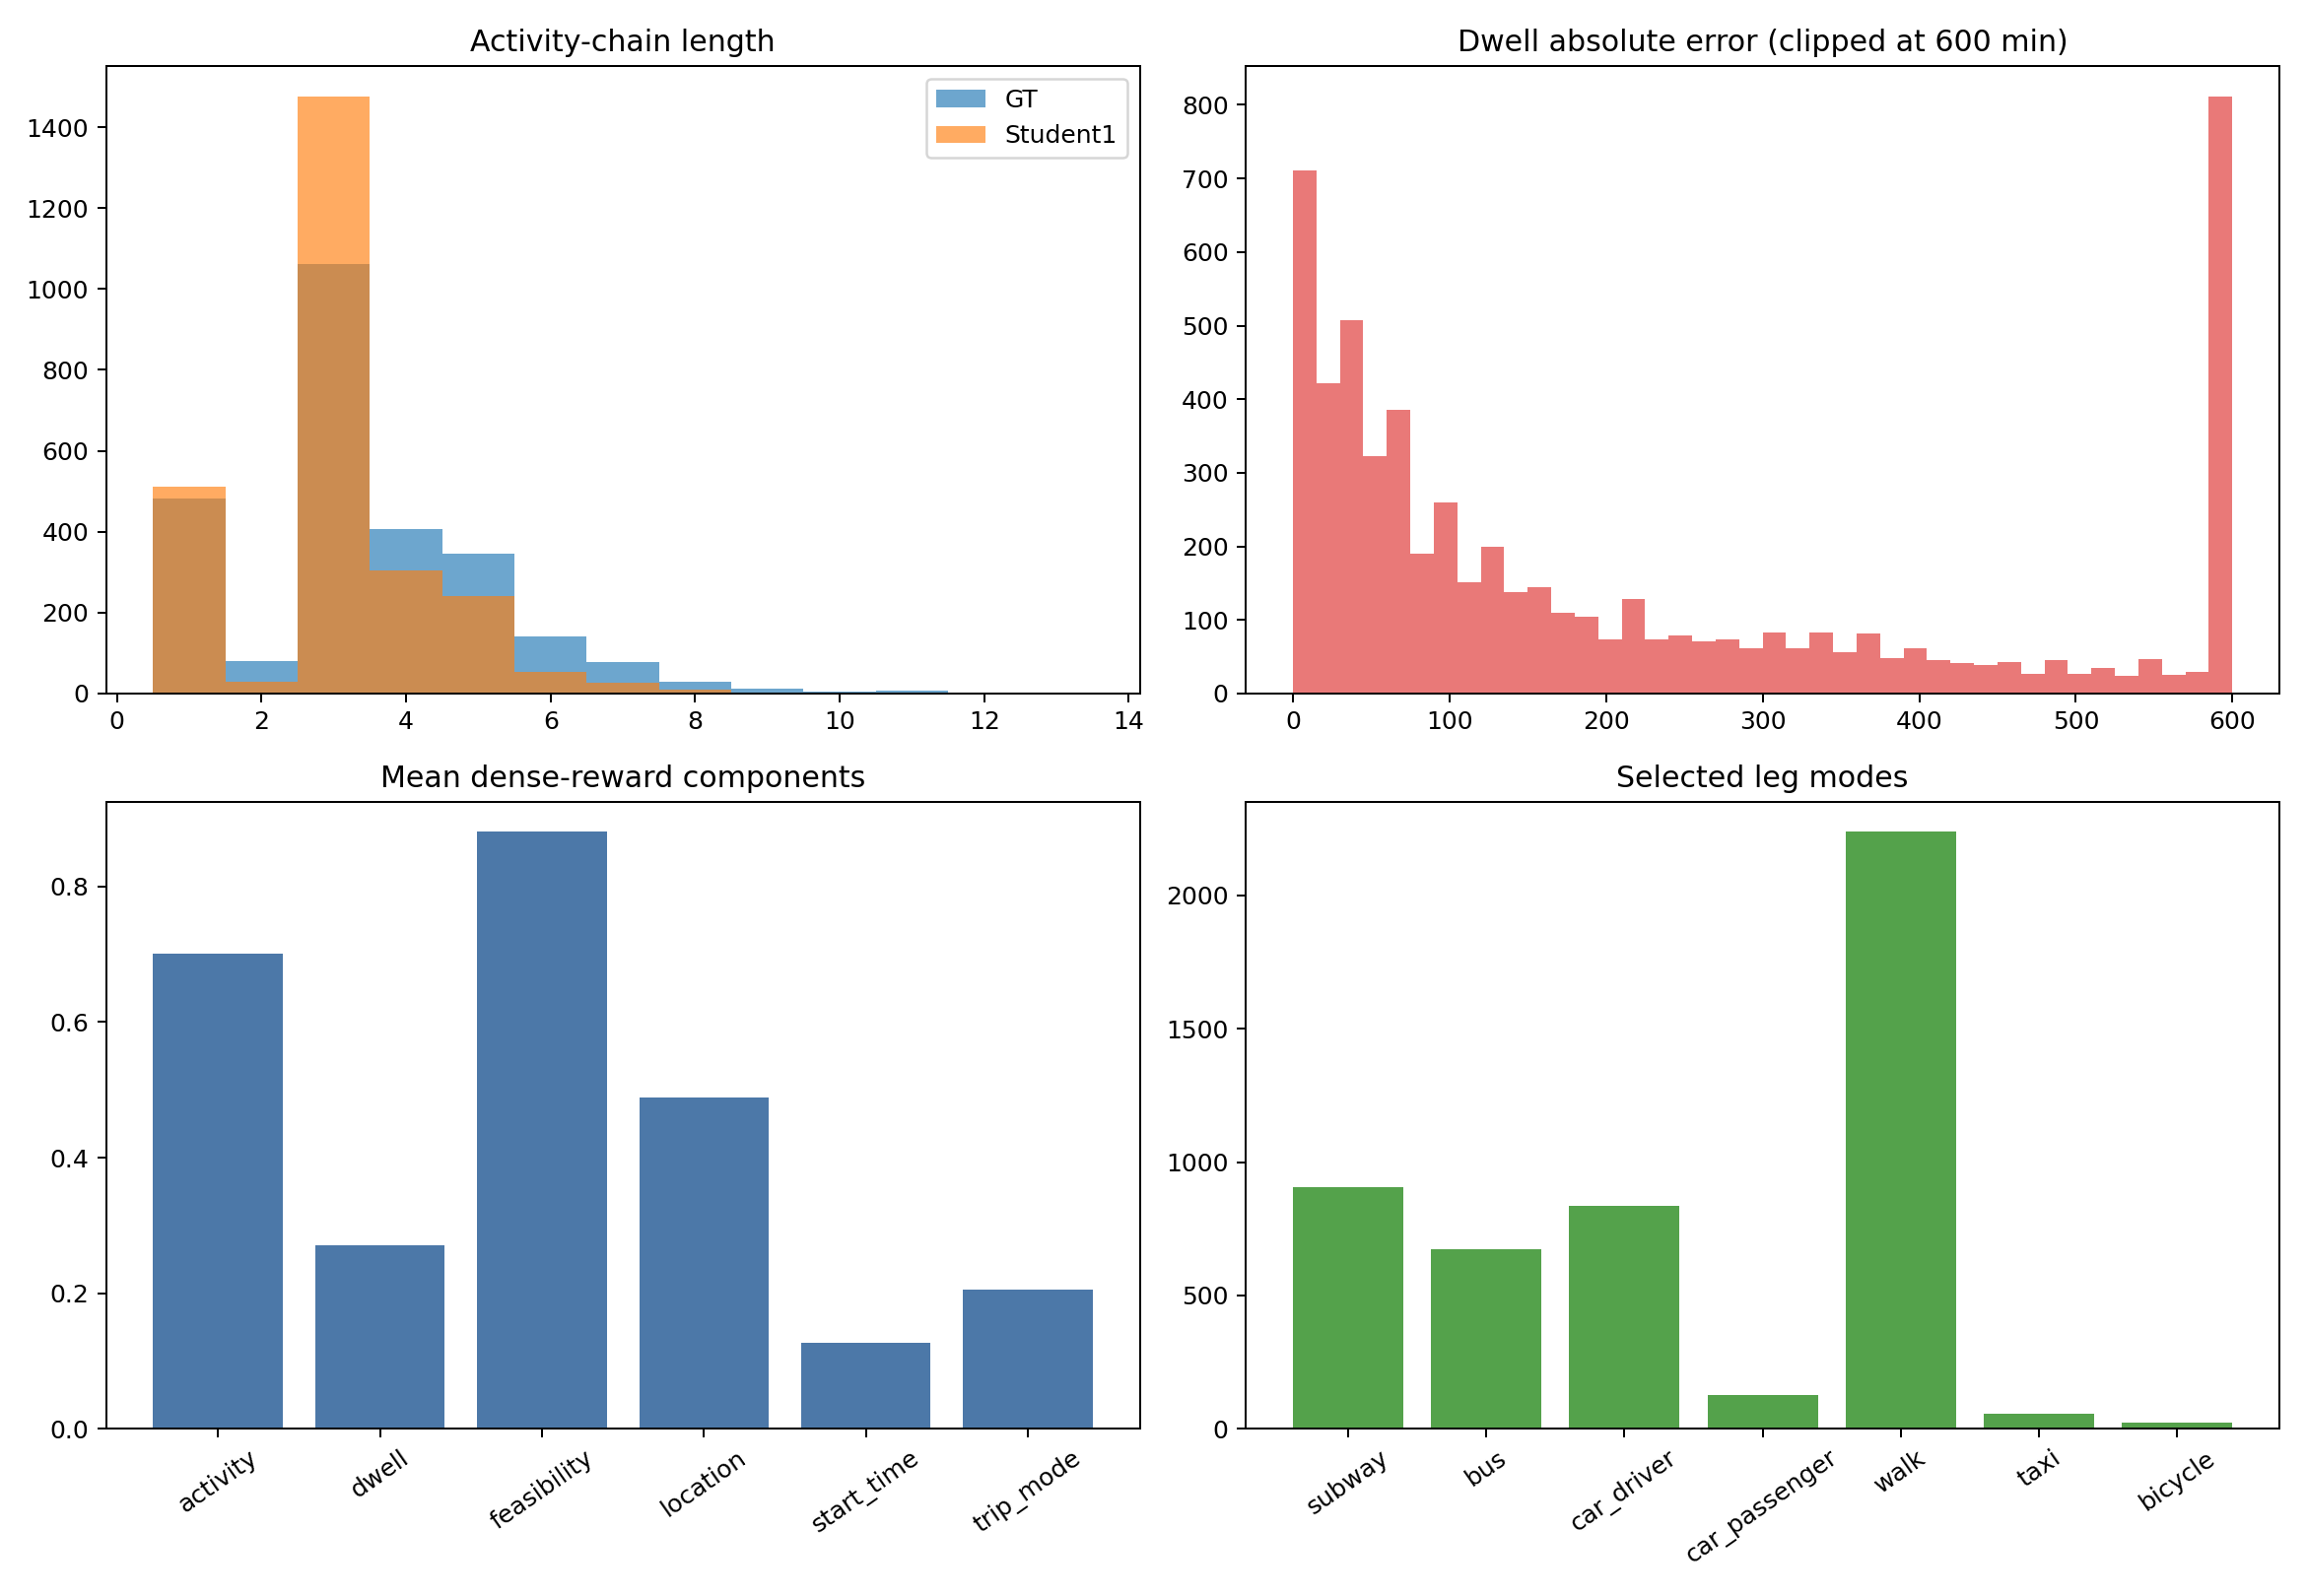 Activity-chain length
GT
Student1
1400
1200
1000
800
600
400
200
0
0 2 4 6 8 10 12 14
Dwell absolute error (clipped at 600 min)
800
700
600
500
400
300
200
100
0
0 100 200 300 400 500 600
Mean dense-reward components
0.8
0.6
0.4
0.2
0.0
activity dwell feasibility location start_time trip_mode
Selected leg modes
2000
1500
1000
500
0
subway bus car_driver car_passenger walk taxi bicycle